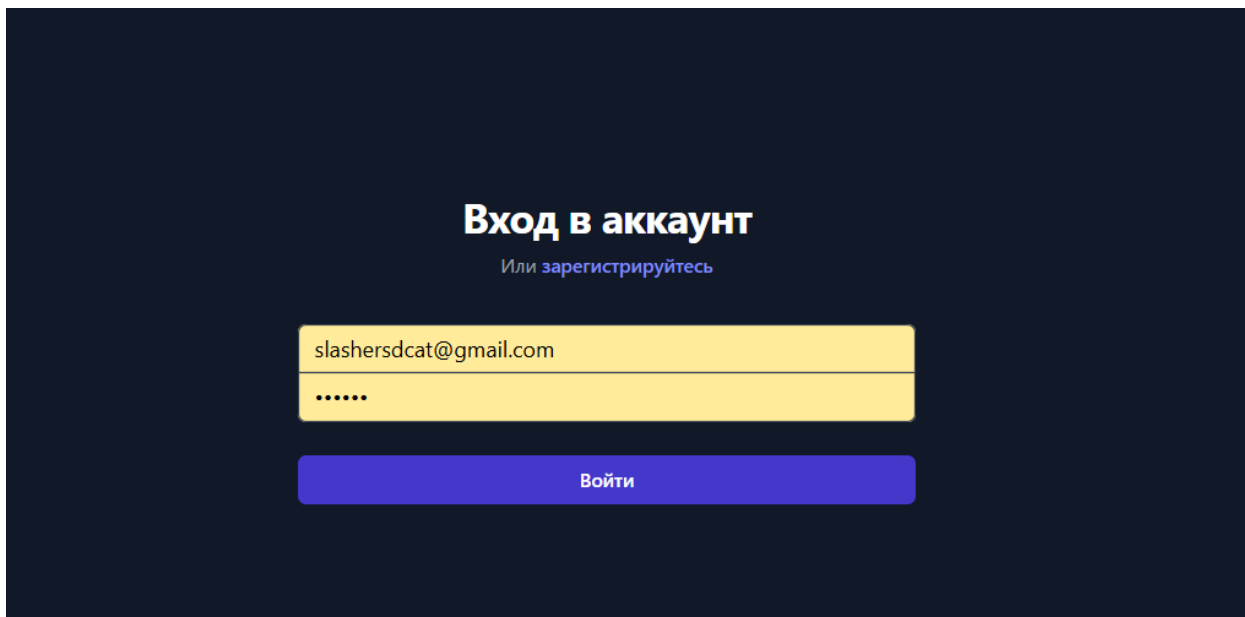 Вход в аккаунт
Или зарегистрируйтесь
slashersdcat@gmail.com
••••••
Войти